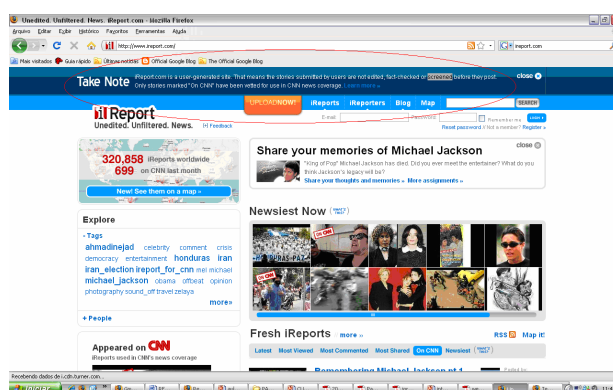 Unedited. Unfiltered. News. iReport.com - Mozilla Firefox
Arquivo Editar Exibir Histórico Favoritos Ferramentas Ajuda
http://www.ireport.com/
ireport.com
Mais visitados Guia rápido Últimas notícias Official Google Blog The Official Google Blog
Take Note
iReport.com is a user-generated site. That means the stories submitted by users are not edited, fact-checked or screened before they post.
Only stories marked "On CNN" have been vetted for use in CNN news coverage. Learn more »
close
UPLOAD NOW! iReports iReporters Blog Map SEARCH
iReport
Unedited. Unfiltered. News.
[+] Feedback
E-mail: Password: Remember me LOGIN
Reset password // Not a member? Register »
320,858 iReports worldwide
699 on CNN last month
New! See them on a map »
Share your memories of Michael Jackson
close
"King of Pop" Michael Jackson has died. Did you ever meet the entertainer? What do you
think Jackson's legacy will be?
Share your thoughts and memories » More assignments »
Explore
- Tags
ahmadinejad celebrity comment crisis
democracy entertainment honduras iran
iran_election ireport_for_cnn mel michael
michael_jackson obama offbeat opinion
photography sound_off travel zelaya
more»
+ People
Newsiest Now (WHAT'S THIS?)
ON CNN
HONDURAS-PAZ
ON CNN
Appeared on CNN
iReports used in CNN's news coverage
Fresh iReports more » RSS Map it!
Latest Most Viewed Most Commented Most Shared On CNN Newsiest (WHAT'S THIS?)
Remembering Michael Jackson pt 1
Recebendo dados de i.cdn.turner.com...
Iniciar